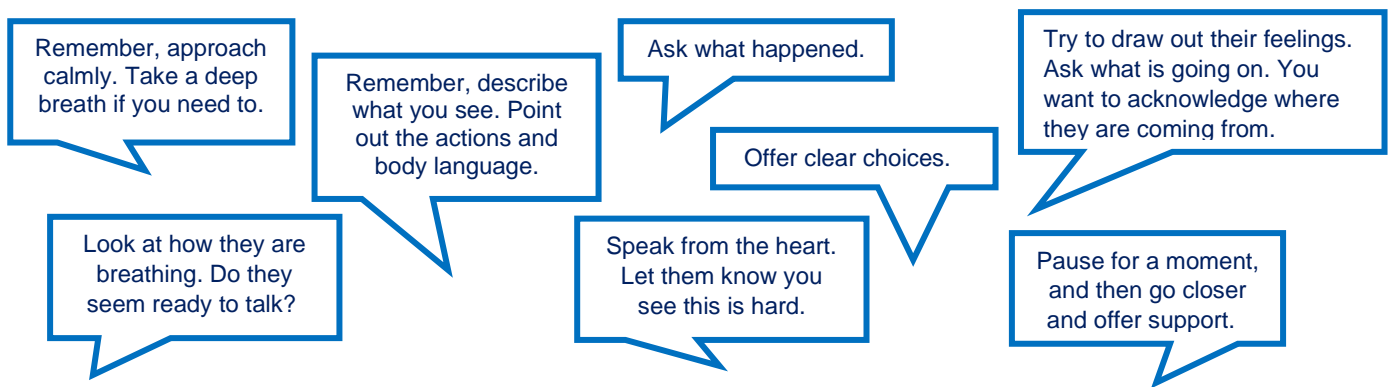 Remember, approach
calmly. Take a deep
breath if you need to.
Remember, describe
what you see. Point
out the actions and
body language.
Ask what happened.
Try to draw out their feelings.
Ask what is going on. You
want to acknowledge where
they are coming from.
Offer clear choices.
Look at how they are
breathing. Do they
seem ready to talk?
Speak from the heart.
Let them know you
see this is hard.
Pause for a moment,
and then go closer
and offer support.